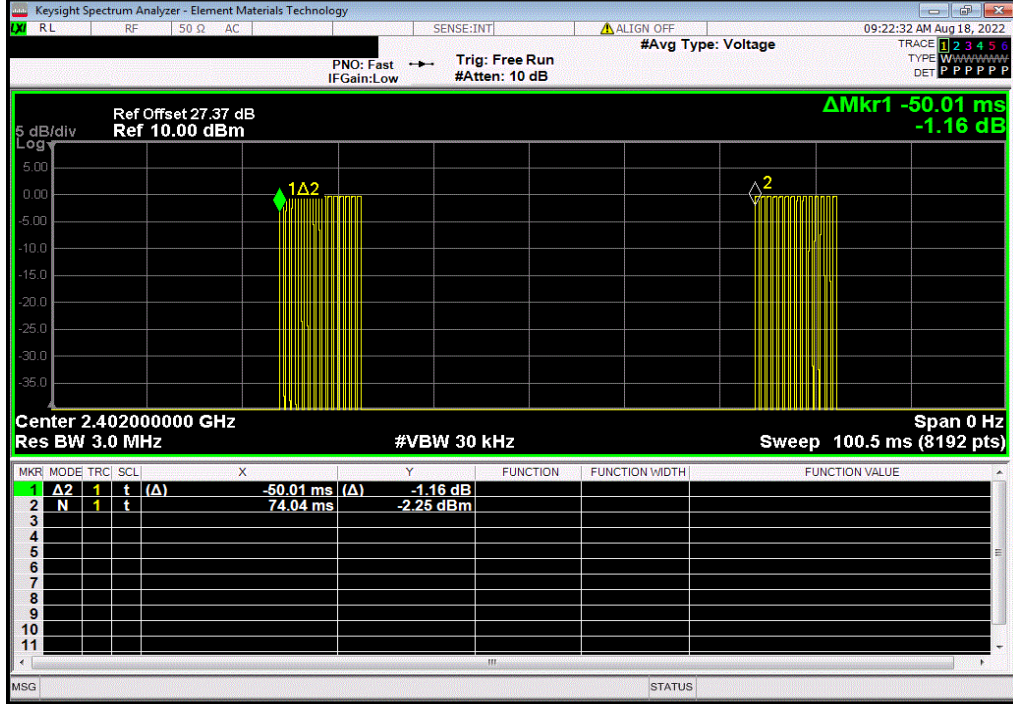 Keysight Spectrum Analyzer - Element Materials Technology
LXI RL RF 50 Ω AC SENSE:INT ALIGN OFF 09:22:32 AM Aug 18, 2022
PNO: Fast
IFGain:Low
Trig: Free Run
#Atten: 10 dB
#Avg Type: Voltage
TRACE 1 2 3 4 5 6
TYPE WWWWWW
DET P P P P P P
ΔMkr1 -50.01 ms
-1.16 dB
5 dB/div
Log
Ref Offset 27.37 dB
Ref 10.00 dBm
5.00
0.00
-5.00
-10.0
-15.0
-20.0
-25.0
-30.0
-35.0
1Δ2
2
Center 2.402000000 GHz Span 0 Hz
Res BW 3.0 MHz #VBW 30 kHz Sweep 100.5 ms (8192 pts)
MKR MODE TRC SCL X Y FUNCTION FUNCTION WIDTH FUNCTION VALUE
1 Δ2 1 t (Δ) -50.01 ms (Δ) -1.16 dB
2 N 1 t 74.04 ms -2.25 dBm
3
4
5
6
7
8
9
10
11
MSG STATUS